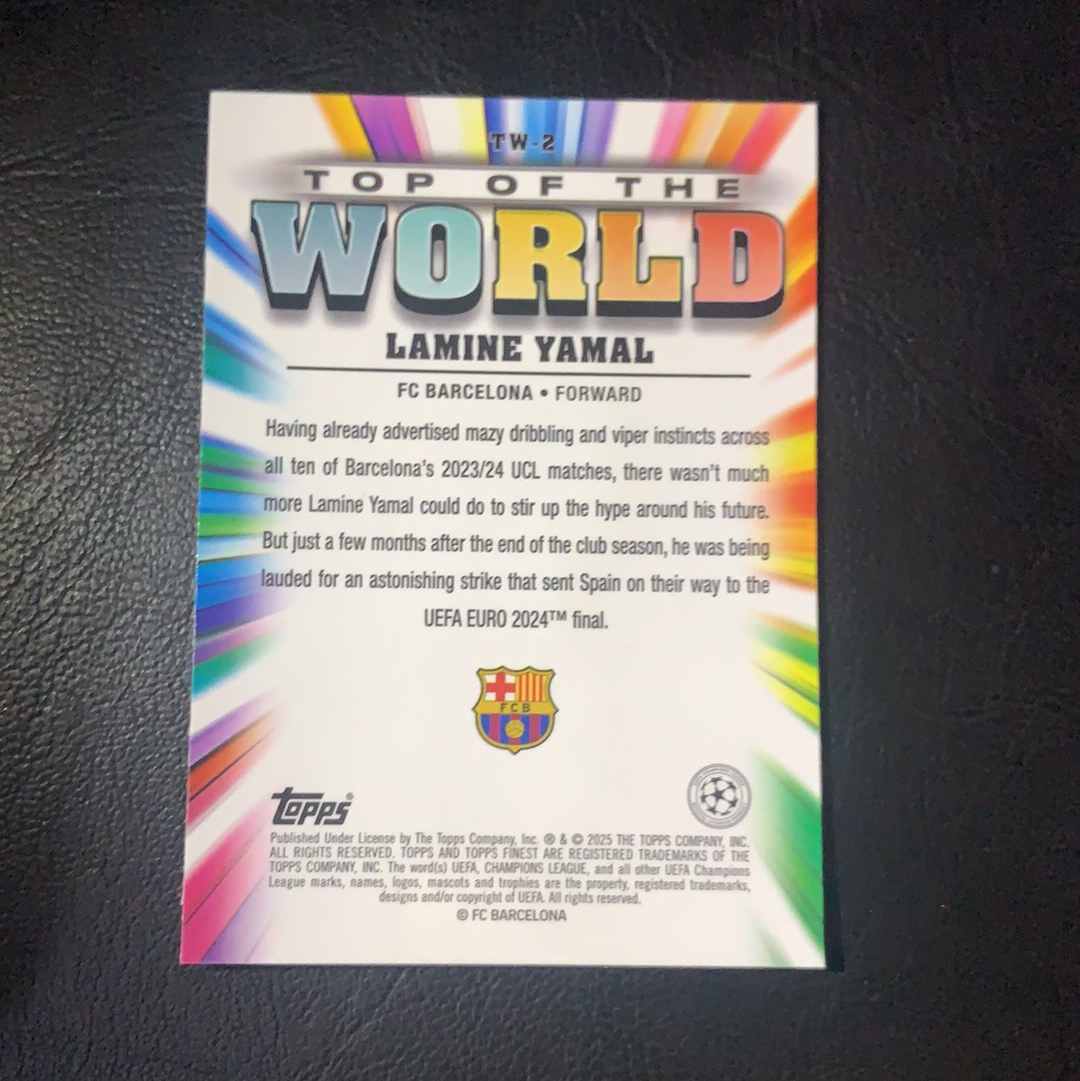 TW-2
TOP OF THE
WORLD
LAMINE YAMAL
FC BARCELONA • FORWARD
Having already advertised mazy dribbling and viper instincts across
all ten of Barcelona's 2023/24 UCL matches, there wasn't much
more Lamine Yamal could do to stir up the hype around his future.
But just a few months after the end of the club season, he was being
lauded for an astonishing strike that sent Spain on their way to the
UEFA EURO 2024™ final.
FCB
Topps®
Published Under License by The Topps Company, Inc. ® & © 2025 THE TOPPS COMPANY, INC.
ALL RIGHTS RESERVED. TOPPS AND TOPPS FINEST ARE REGISTERED TRADEMARKS OF THE
TOPPS COMPANY, INC. The word(s) UEFA, CHAMPIONS LEAGUE, and all other UEFA Champions
League marks, names, logos, mascots and trophies are the property, registered trademarks,
designs and/or copyright of UEFA. All rights reserved.
© FC BARCELONA